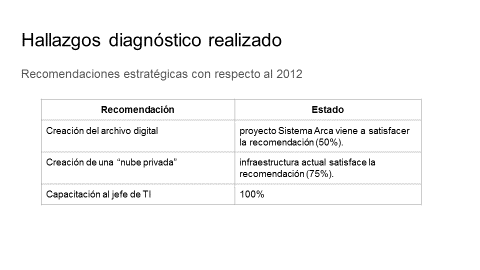 Hallazgos diagnóstico realizado
Recomendaciones estratégicas con respecto al 2012
Recomendación Estado
Creación del archivo digital proyecto Sistema Arca viene a satisfacer
la recomendación (50%).
Creación de una “nube privada” infraestructura actual satisface la
recomendación (75%).
Capacitación al jefe de TI 100%